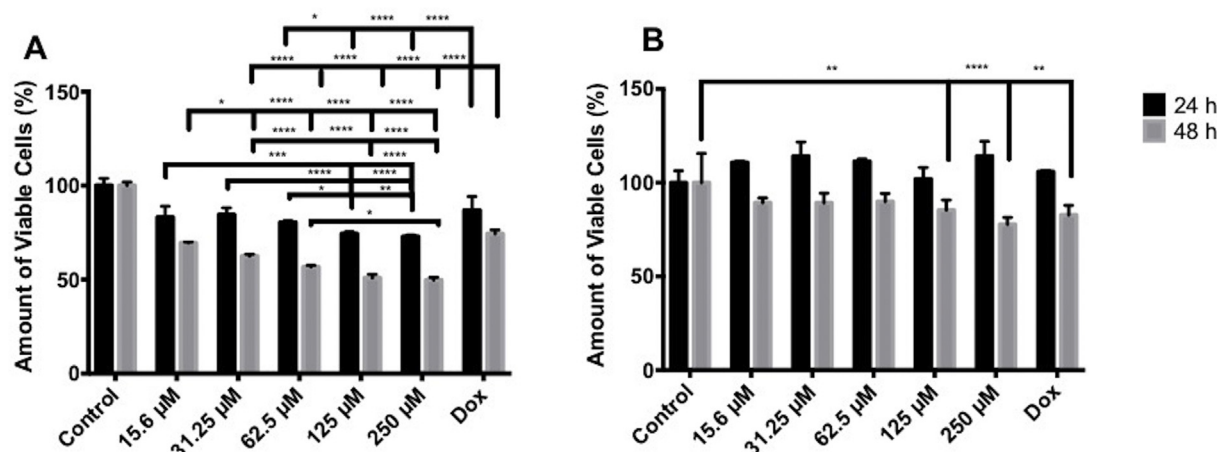 A
* **** ****
**** **** **** ****
* **** **** ****
**** **** ****
*** ****
**** ****
* **
*
Amount of Viable Cells (%)
150
100
50
0
Control
15.6 µM
31.25 µM
62.5 µM
125 µM
250 µM
Dox
B
** **** **
Amount of Viable Cells (%)
150
100
50
0
Control
15.6 µM
31.25 µM
62.5 µM
125 µM
250 µM
Dox
24 h
48 h